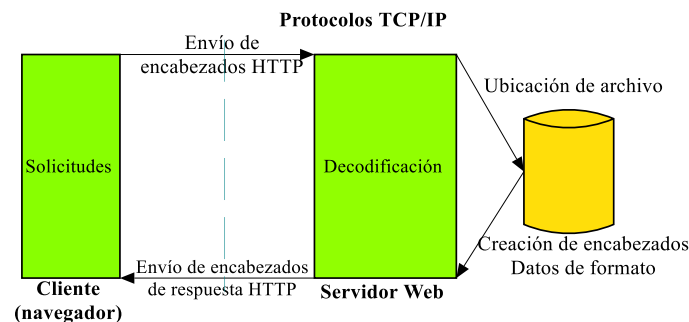 Protocolos TCP/IP
Envío de
encabezados HTTP
Ubicación de archivo
Solicitudes
Decodificación
Creación de encabezados
Datos de formato
Envío de encabezados
de respuesta HTTP
Cliente
(navegador)
Servidor Web